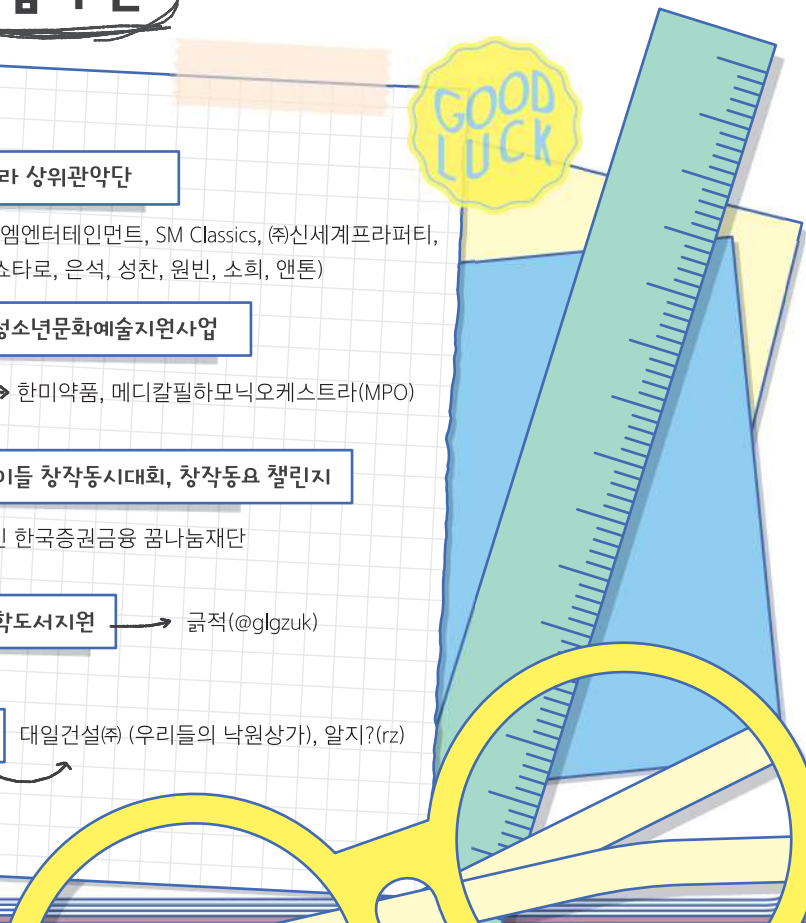 GOOD
LUCK
라 상위관악단
엠엔터테인먼트, SM Classics, ㈜신세계프라퍼티,
쇼타로, 은석, 성찬, 원빈, 소희, 앤톤)
청소년문화예술지원사업
한미약품, 메디칼필하모닉오케스트라(MPO)
이들 창작동시대회, 창작동요 챌린지
한국증권금융 꿈나눔재단
학도서지원
긁적(@glgzuk)
대일건설㈜ (우리들의 낙원상가), 알지?(rz)